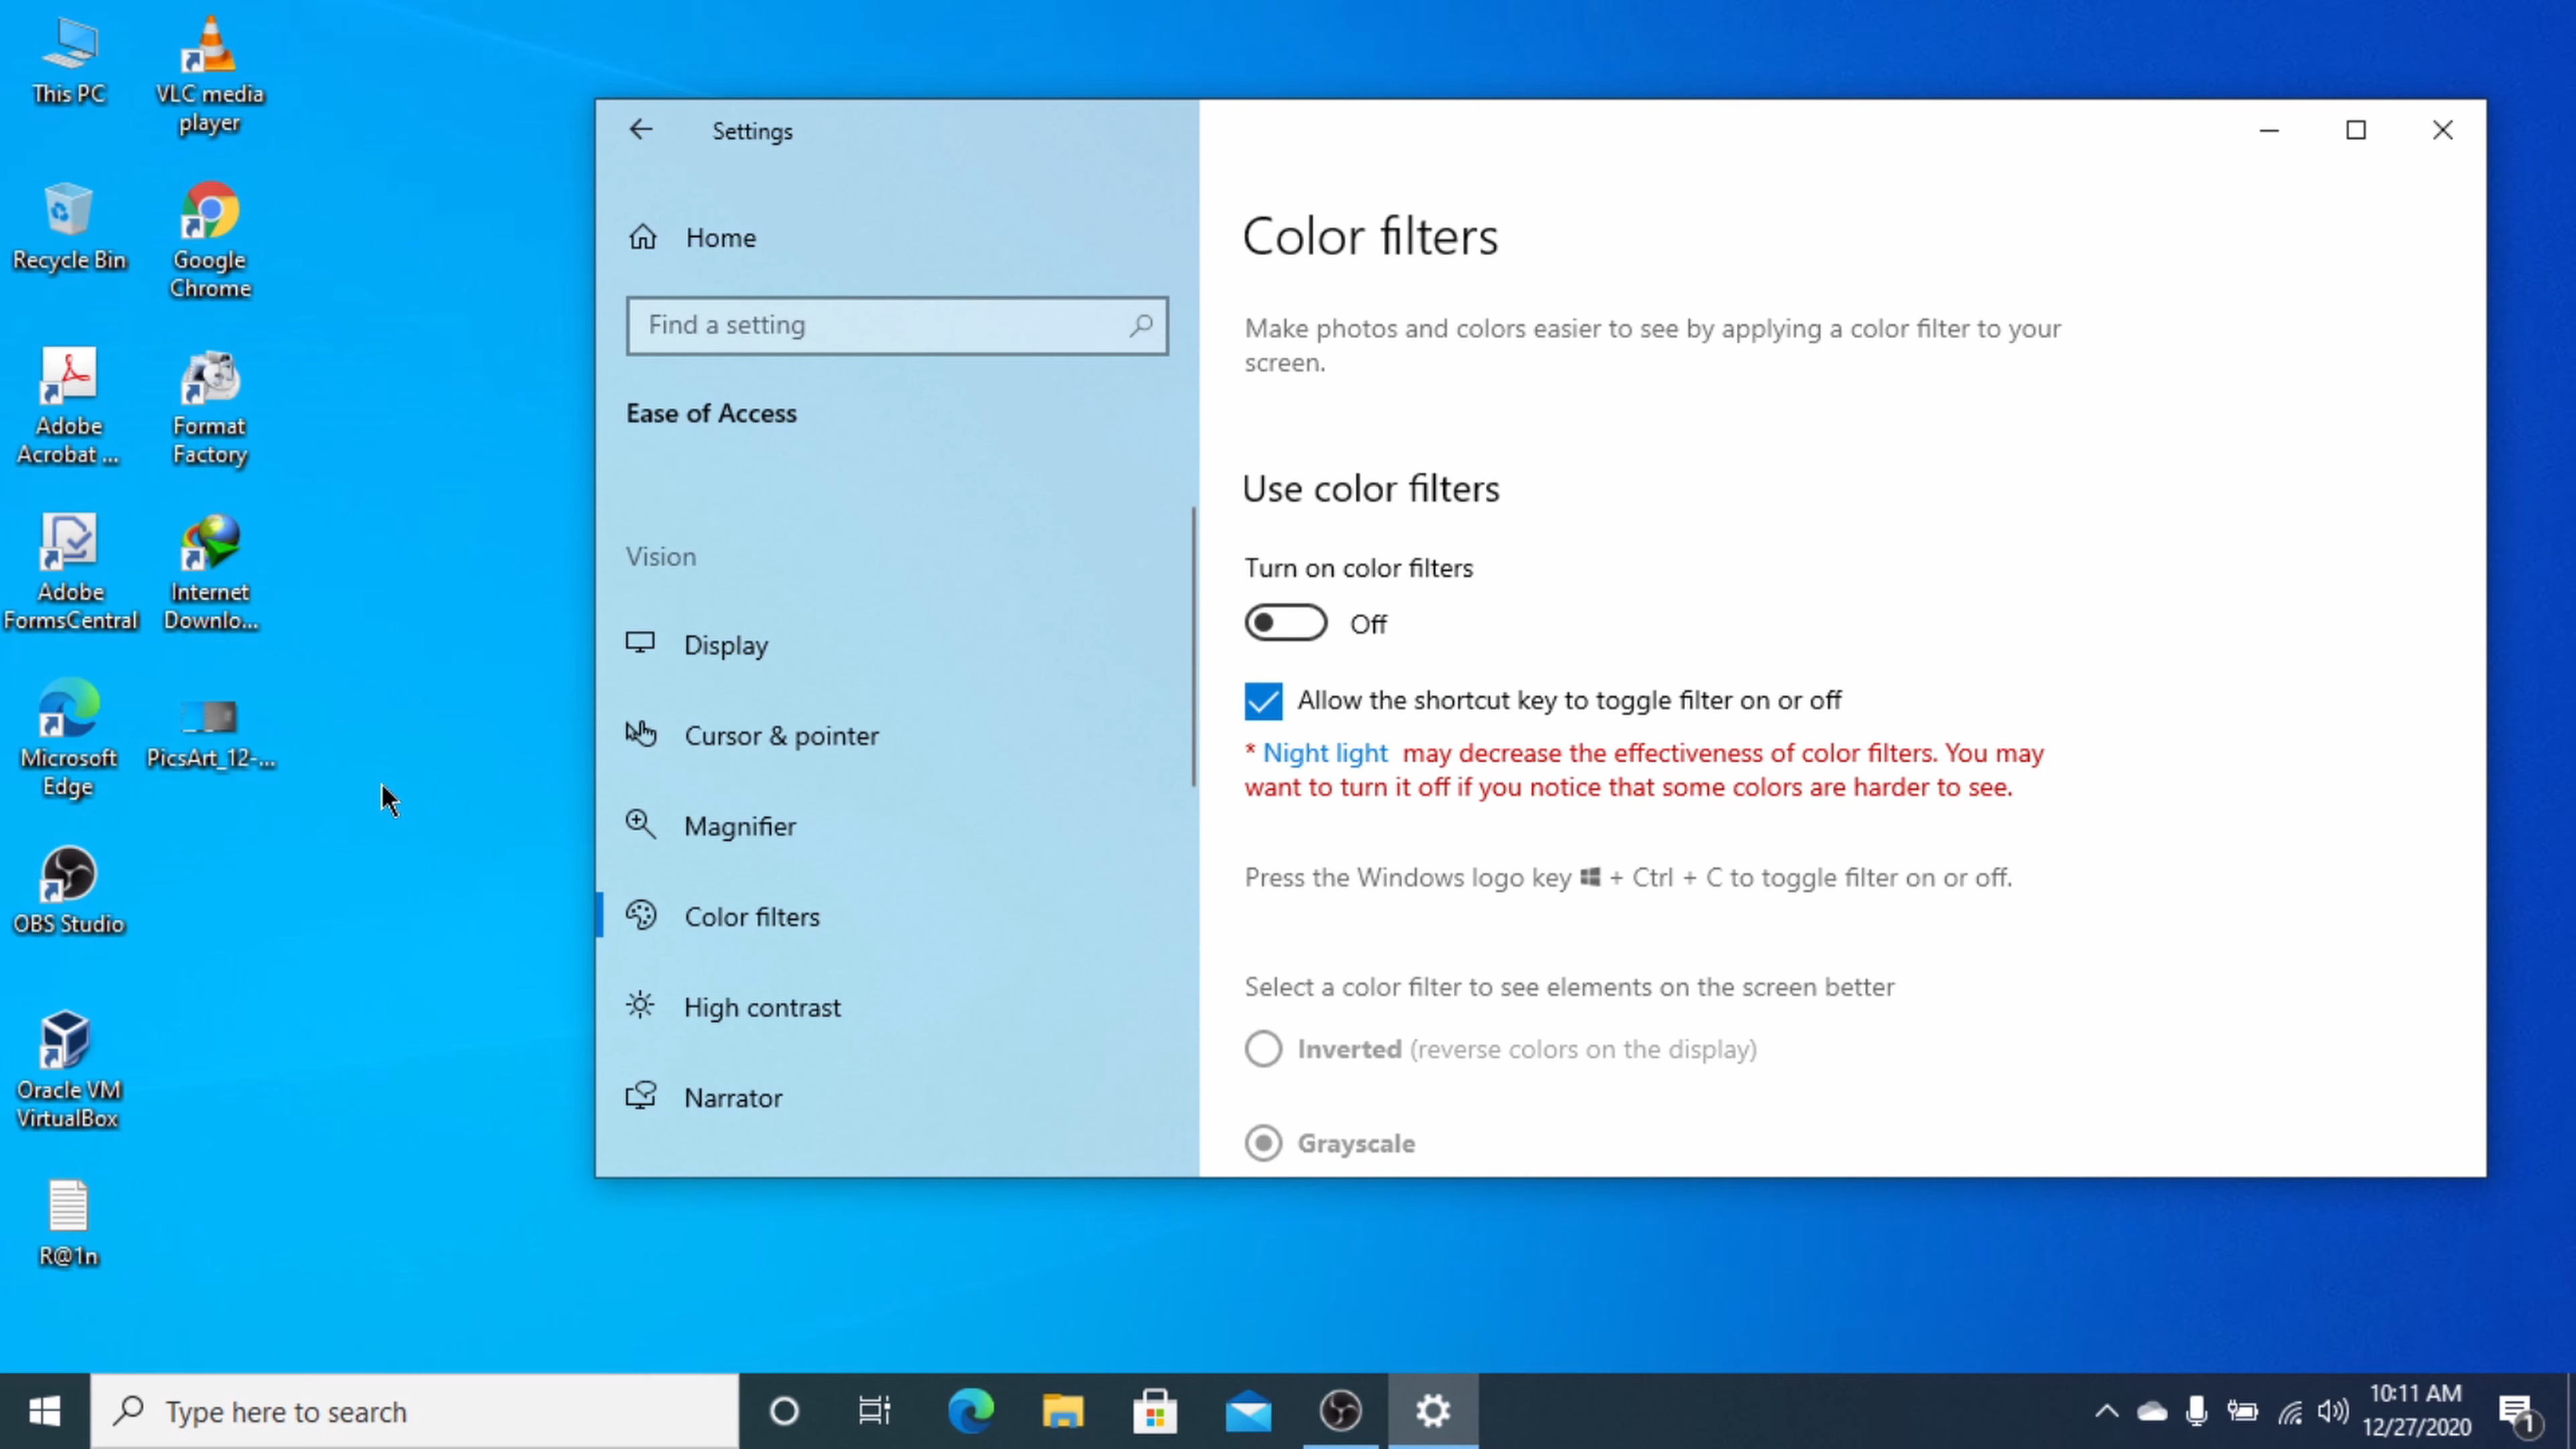 This PC
VLC media
player
Recycle Bin
Google
Chrome
Adobe
Acrobat ...
Format
Factory
Adobe
FormsCentral
Internet
Downlo...
Microsoft
Edge
PicsArt_12-...
OBS Studio
Oracle VM
VirtualBox
R@1n
Settings
Home
Find a setting
Ease of Access
Vision
Display
Cursor & pointer
Magnifier
Color filters
High contrast
Narrator
Color filters
Make photos and colors easier to see by applying a color filter to your
screen.
Use color filters
Turn on color filters
Off
Allow the shortcut key to toggle filter on or off
* Night light may decrease the effectiveness of color filters. You may
want to turn it off if you notice that some colors are harder to see.
Press the Windows logo key + Ctrl + C to toggle filter on or off.
Select a color filter to see elements on the screen better
Inverted (reverse colors on the display)
Grayscale
Type here to search
10:11 AM
12/27/2020
1